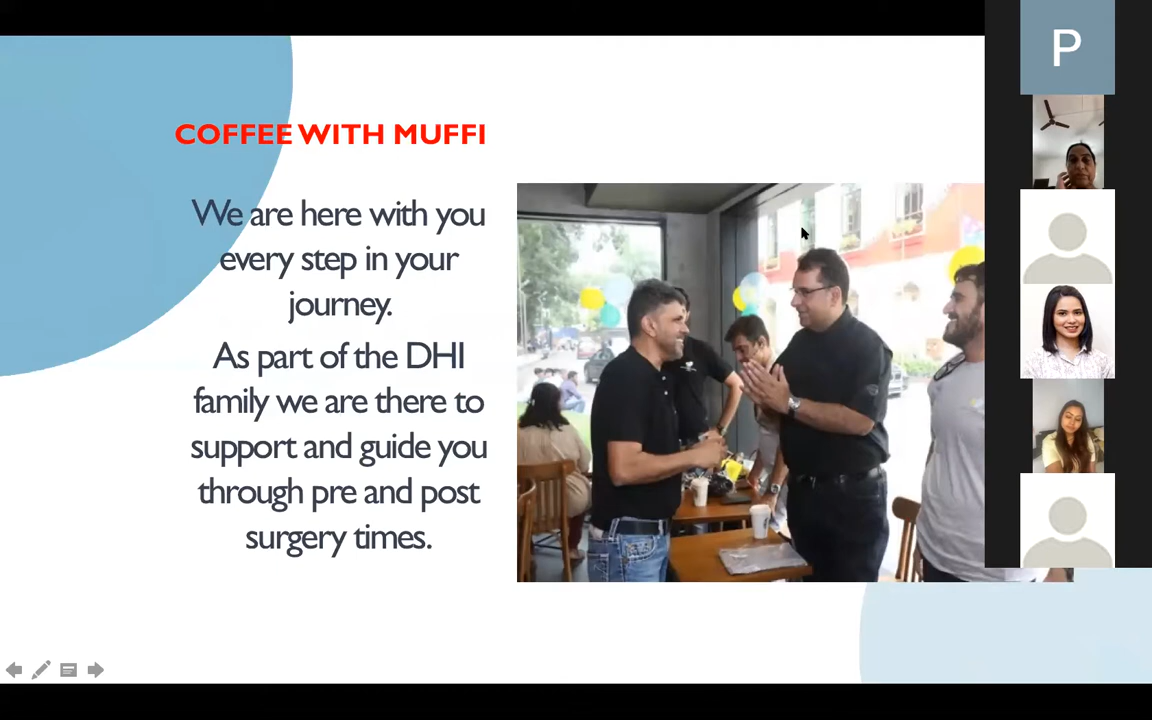 COFFEE WITH MUFFI
We are here with you
every step in your
journey.
As part of the DHI
family we are there to
support and guide you
through pre and post
surgery times.
P